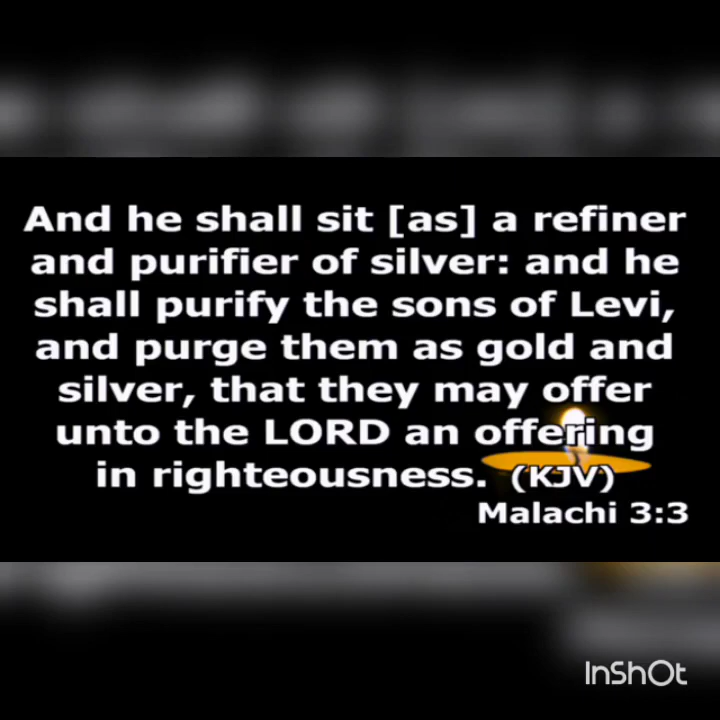 And he shall sit [as] a refiner
and purifier of silver: and he
shall purify the sons of Levi,
and purge them as gold and
silver, that they may offer
unto the LORD an offering
in righteousness. (KJV)
Malachi 3:3
InShOt